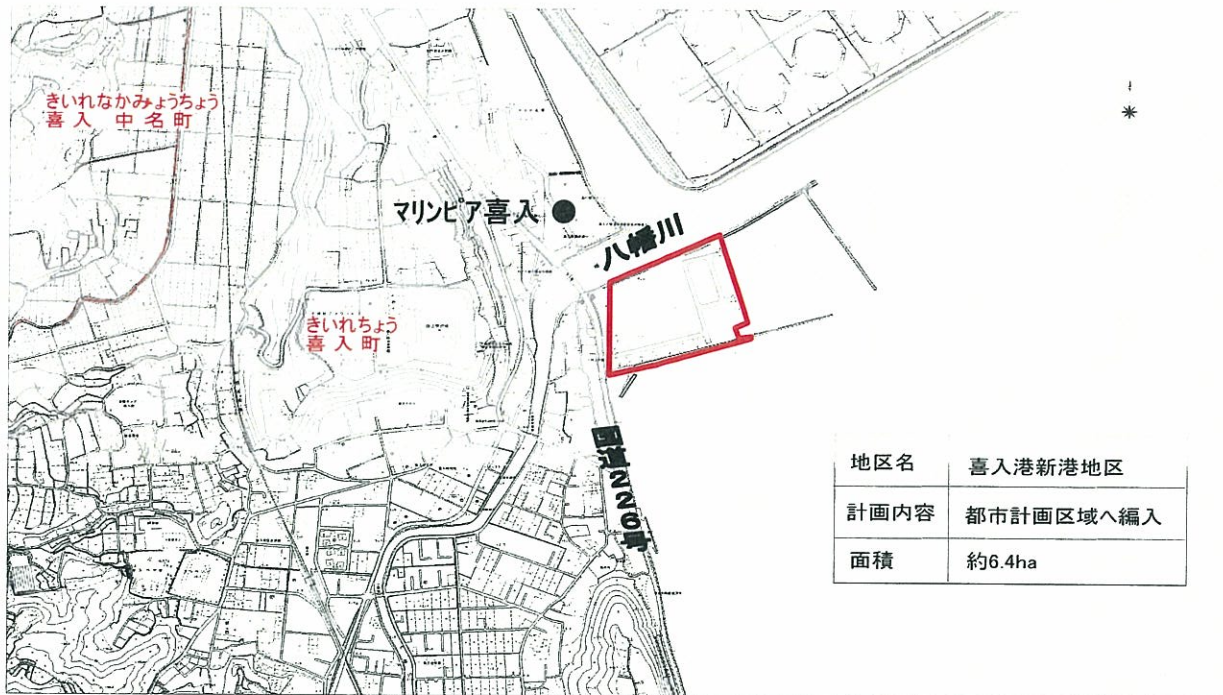 きいれなかみょうちょう
喜入 中名町
マリンピア喜入
八幡川
きいれちょう
喜入町
国道226号
地区名 喜入港新港地区
計画内容 都市計画区域へ編入
面積 約6.4ha